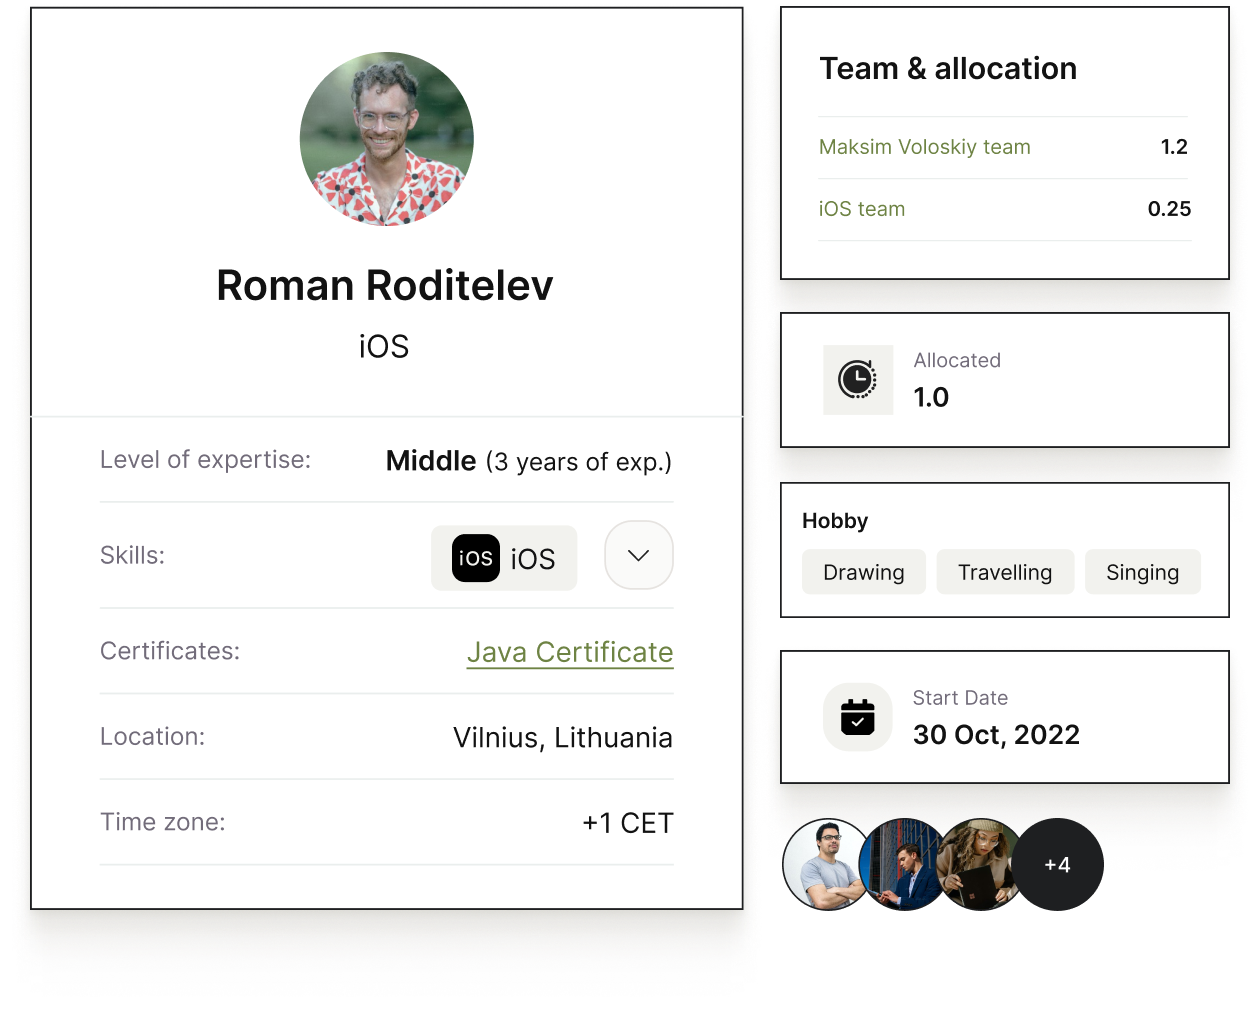 Roman Roditelev
iOS
Level of expertise: Middle (3 years of exp.)
Skills: iOS iOS
Certificates: Java Certificate
Location: Vilnius, Lithuania
Time zone: +1 CET
Team & allocation
Maksim Voloskiy team 1.2
iOS team 0.25
Allocated
1.0
Hobby
Drawing Travelling Singing
Start Date
30 Oct, 2022
+4